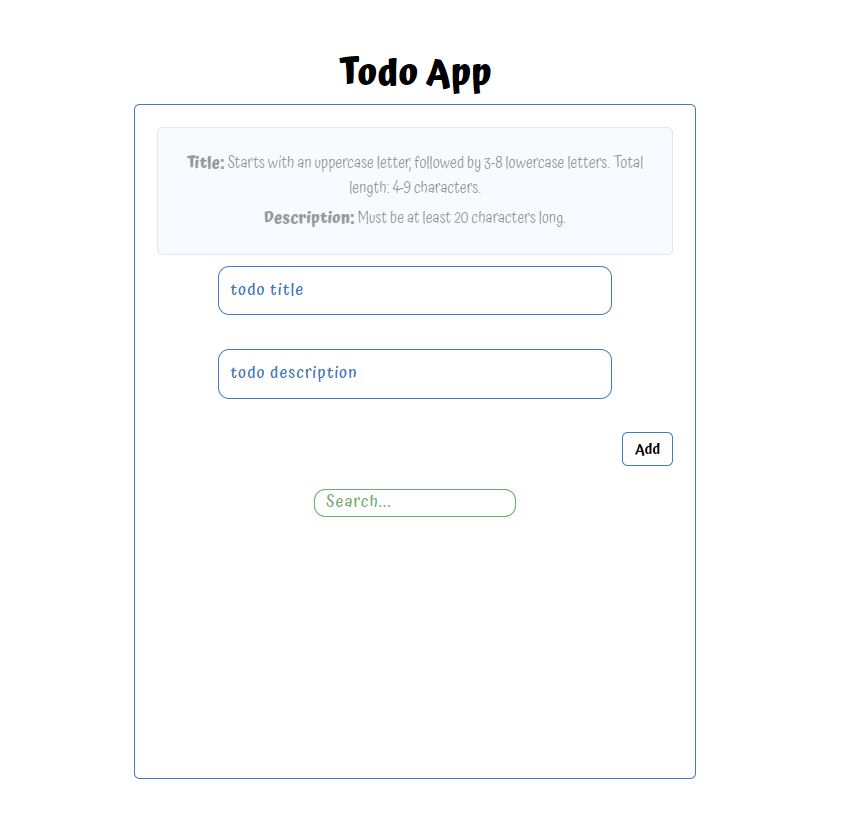 Todo App
Title: Starts with an uppercase letter, followed by 3-8 lowercase letters. Total
length: 4-9 characters.
Description: Must be at least 20 characters long.
todo title
todo description
Add
Search...